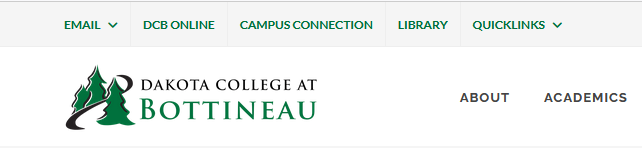 EMAIL DCB ONLINE CAMPUS CONNECTION LIBRARY QUICKLINKS
DAKOTA COLLEGE AT
BOTTINEAU
ABOUT ACADEMICS